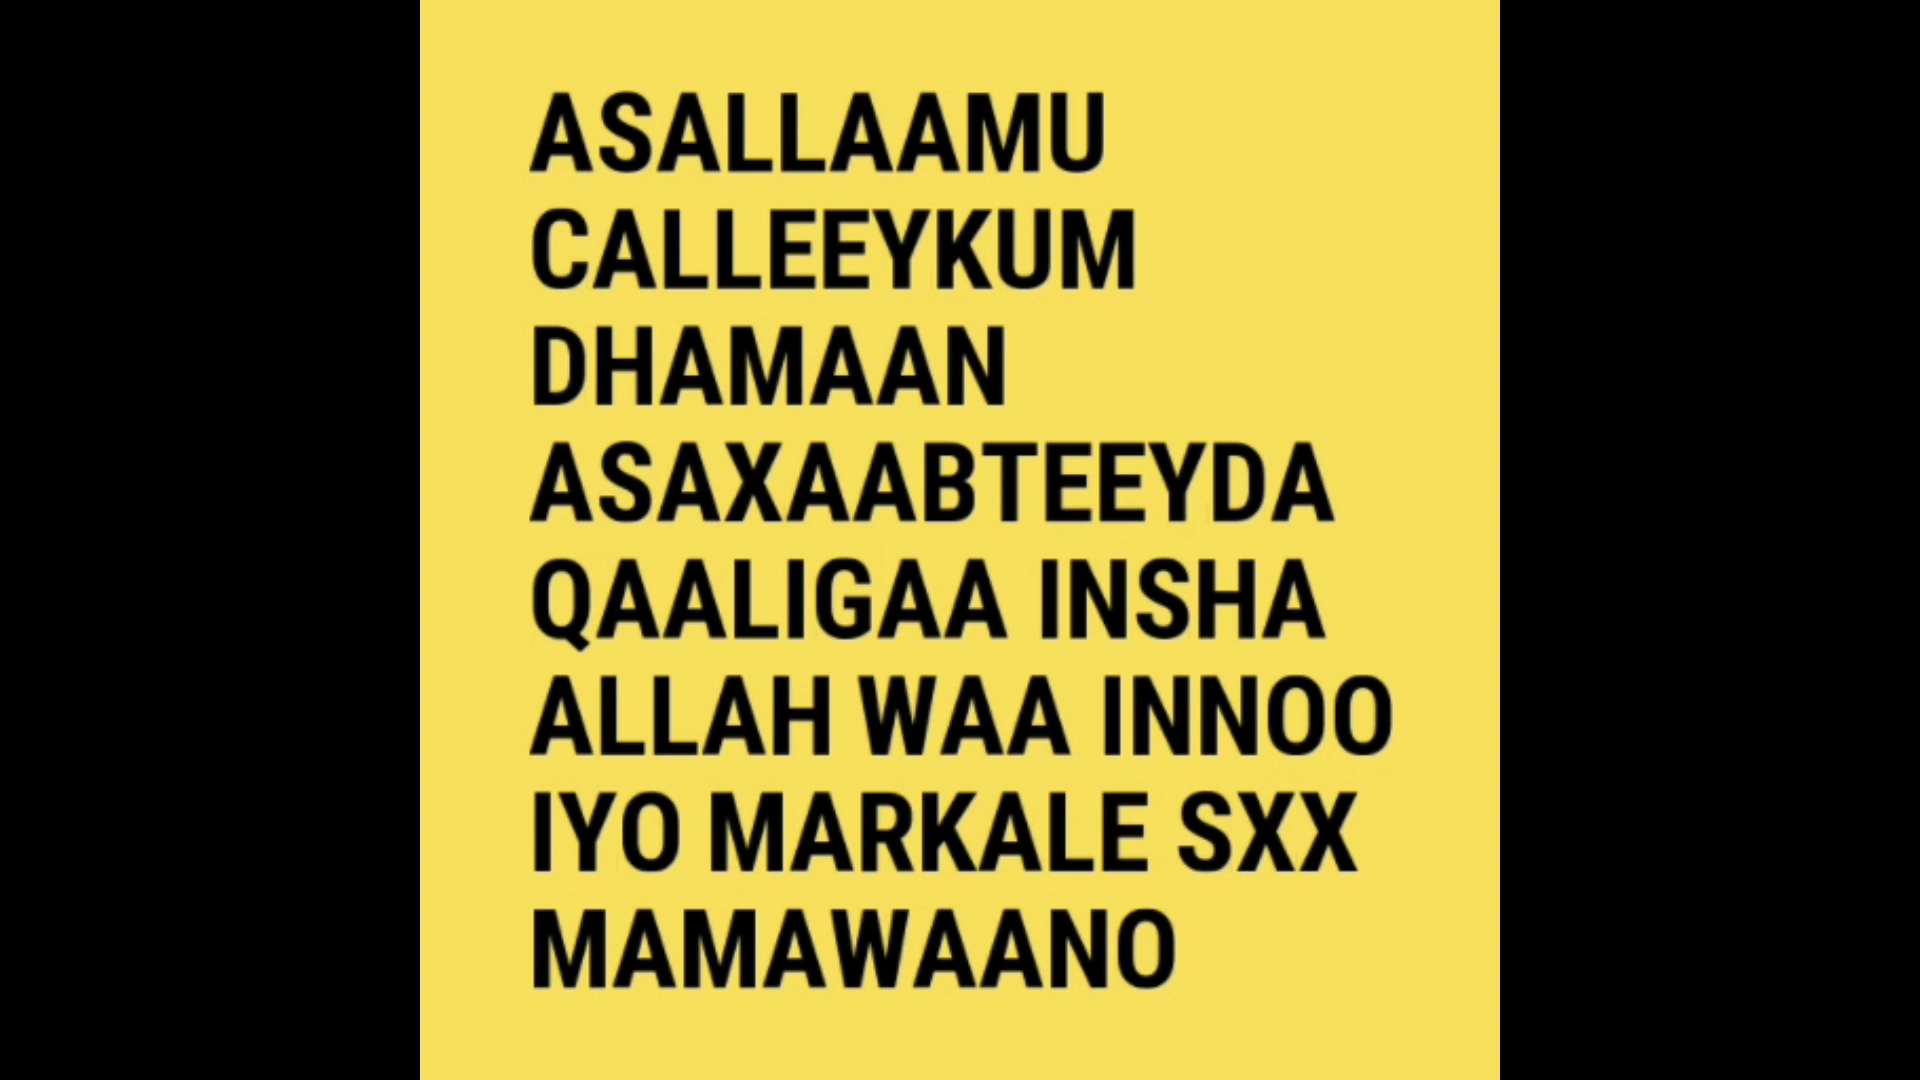 ASALLAAMU
CALLEEYKUM
DHAMAAN
ASAXAABTEEYDA
QAALIGAA INSHA
ALLAH WAA INNOO
IYO MARKALE SXX
MAMAWAANO